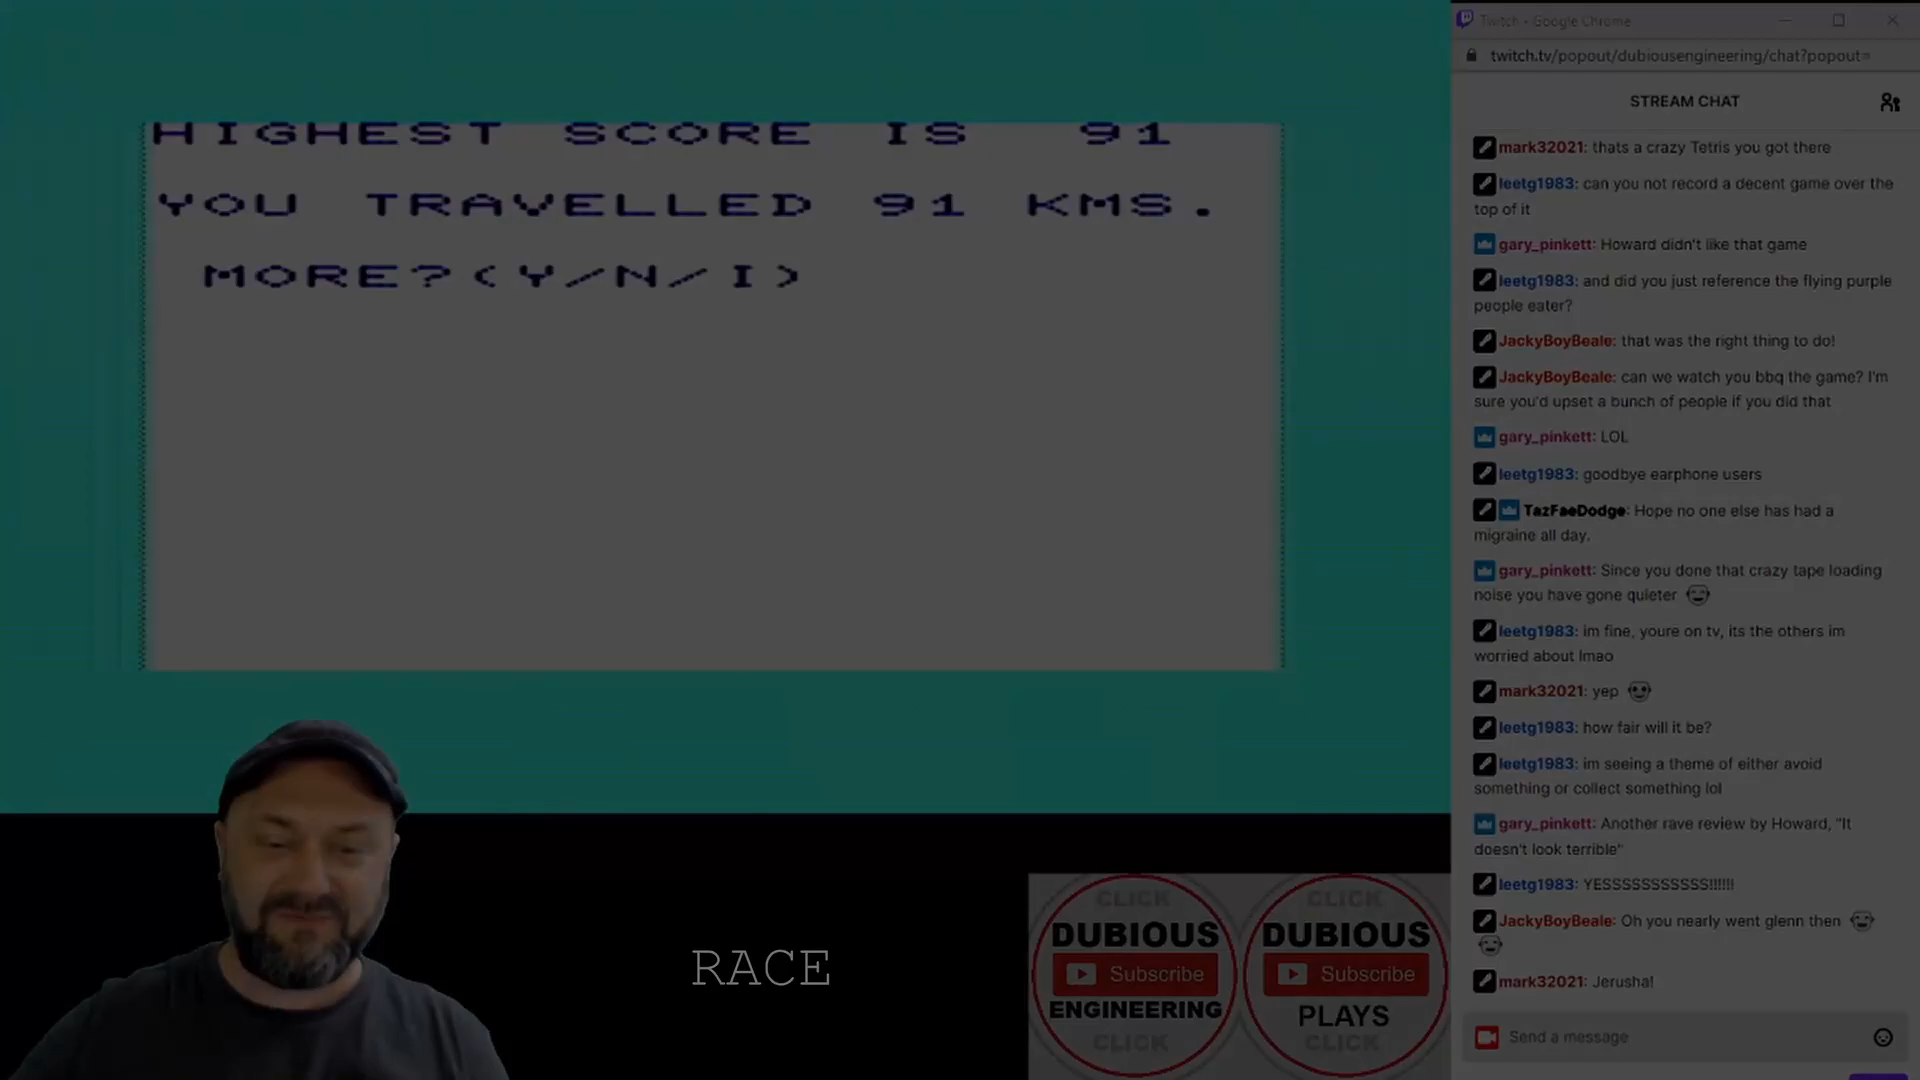 HIGHEST SCORE IS 91
YOU TRAVELLED 91 KMS.
MORE?(Y/N/I)
RACE
CLICK
DUBIOUS
Subscribe
ENGINEERING
CLICK
CLICK
DUBIOUS
Subscribe
PLAYS
CLICK
Twitch - Google Chrome
twitch.tv/popout/dubiousengineering/chat?popout=
STREAM CHAT
mark32021: thats a crazy Tetris you got there
leetg1983: can you not record a decent game over the
top of it
gary_pinkett: Howard didn't like that game
leetg1983: and did you just reference the flying purple
people eater?
JackyBoyBeale: that was the right thing to do!
JackyBoyBeale: can we watch you bbq the game? I'm
sure you'd upset a bunch of people if you did that
gary_pinkett: LOL
leetg1983: goodbye earphone users
TazFaeDodge: Hope no one else has had a
migraine all day.
gary_pinkett: Since you done that crazy tape loading
noise you have gone quieter
leetg1983: im fine, youre on tv, its the others im
worried about lmao
mark32021: yep
leetg1983: how fair will it be?
leetg1983: im seeing a theme of either avoid
something or collect something lol
gary_pinkett: Another rave review by Howard, "It
doesn't look terrible"
leetg1983: YESSSSSSSSSSS!!!!!!
JackyBoyBeale: Oh you nearly went glenn then
mark32021: Jerusha!
Send a message